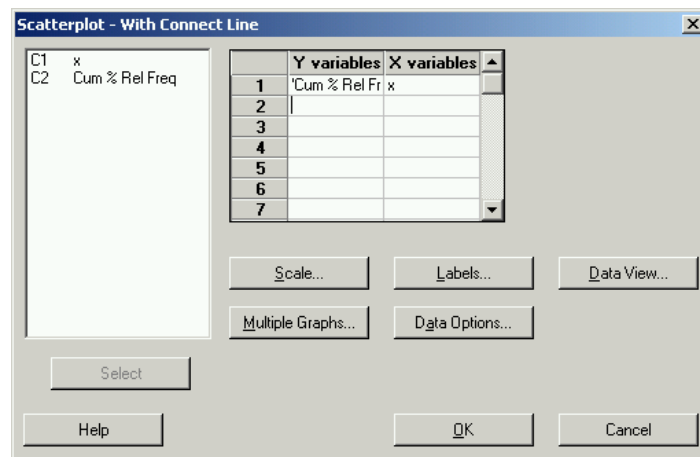 Scatterplot - With Connect Line
C1 x
C2 Cum % Rel Freq
Y variables X variables
1 'Cum % Rel Fr x
2
3
4
5
6
7
Scale... Labels... Data View...
Multiple Graphs... Data Options...
Select
Help OK Cancel